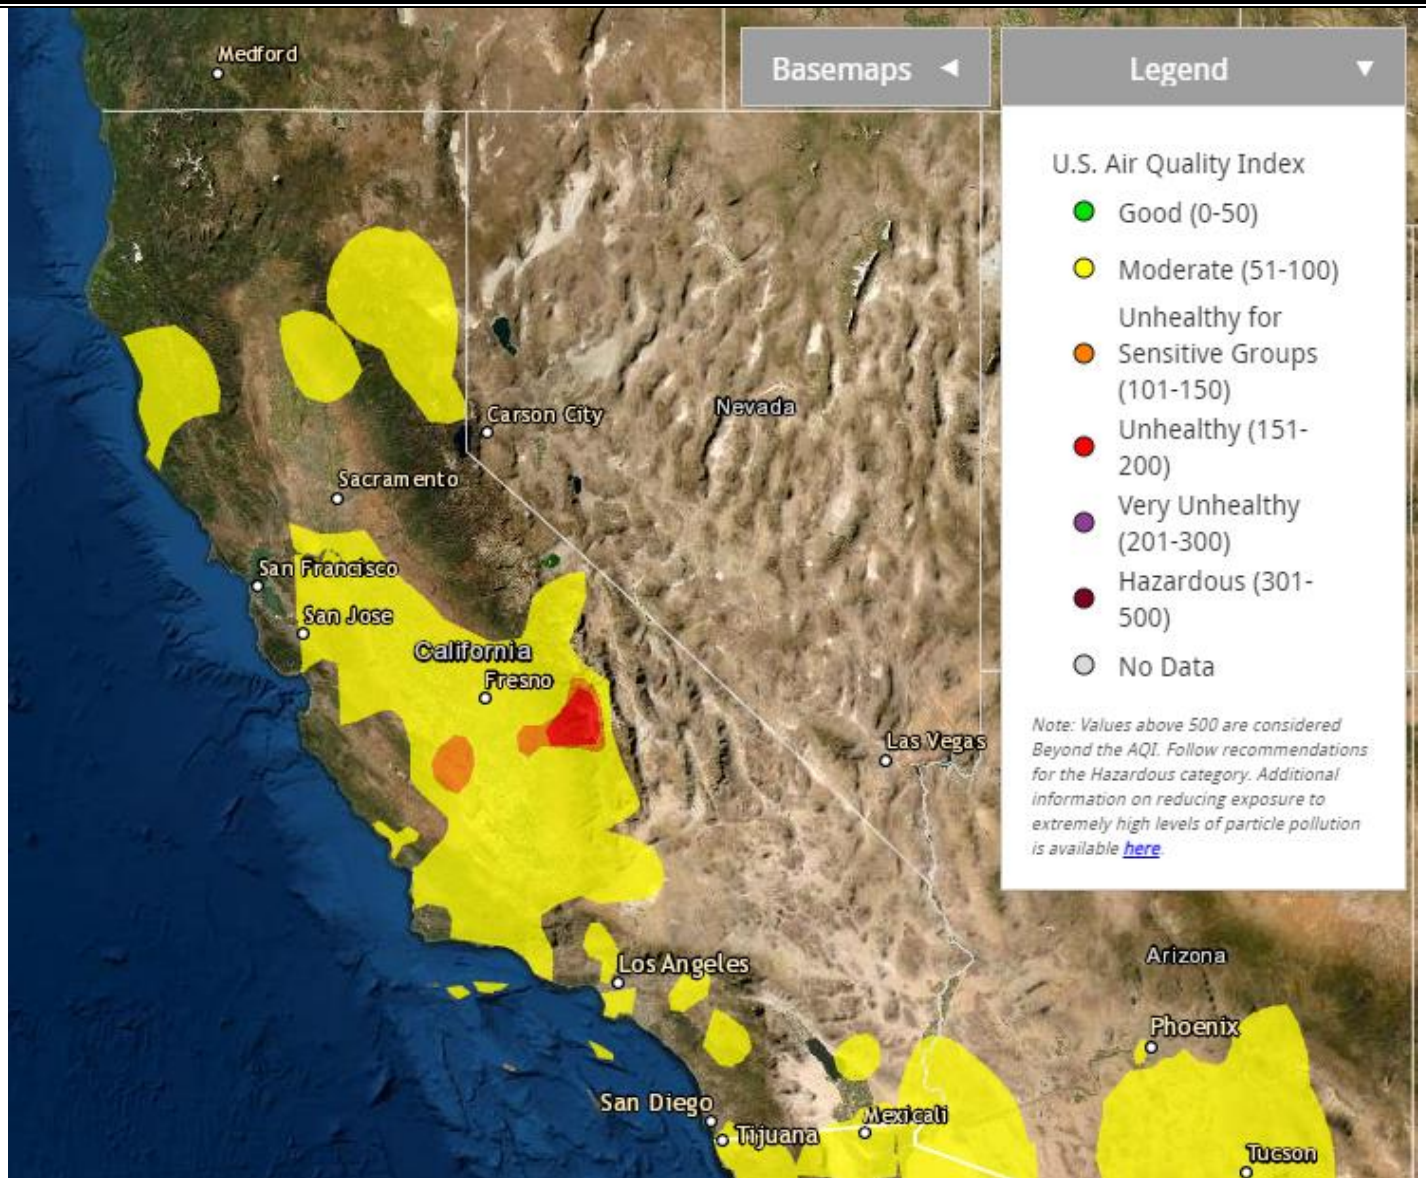 Medford
Basemaps
Legend
U.S. Air Quality Index
Good (0-50)
Moderate (51-100)
Unhealthy for
Sensitive Groups
(101-150)
Unhealthy (151-
200)
Very Unhealthy
(201-300)
Hazardous (301-
500)
No Data
Note: Values above 500 are considered
Beyond the AQI. Follow recommendations
for the Hazardous category. Additional
information on reducing exposure to
extremely high levels of particle pollution
is available here.
Carson City
Nevada
Sacramento
San Francisco
San Jose
California
Fresno
Las Vegas
Los Angeles
Arizona
Phoenix
San Diego
Mexicali
Tijuana
Tucson